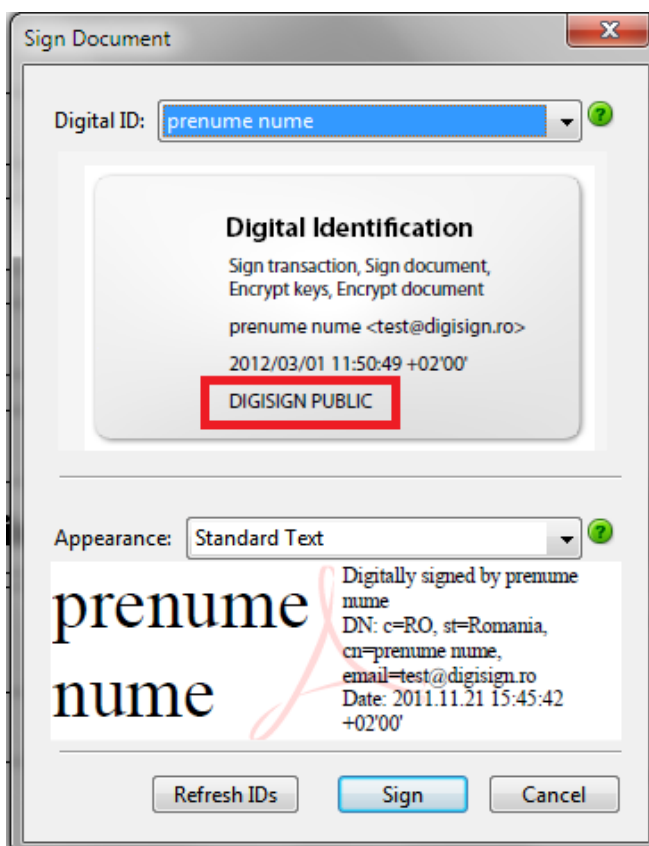 Sign Document
Digital ID: prenume nume
Digital Identification
Sign transaction, Sign document,
Encrypt keys, Encrypt document
prenume nume <test@digisign.ro>
2012/03/01 11:50:49 +02'00'
DIGISIGN PUBLIC
Appearance: Standard Text
prenume
nume
Digitally signed by prenume
nume
DN: c=RO, st=Romania,
cn=prenume nume,
email=test@digisign.ro
Date: 2011.11.21 15:45:42
+02'00'
Refresh IDs Sign Cancel